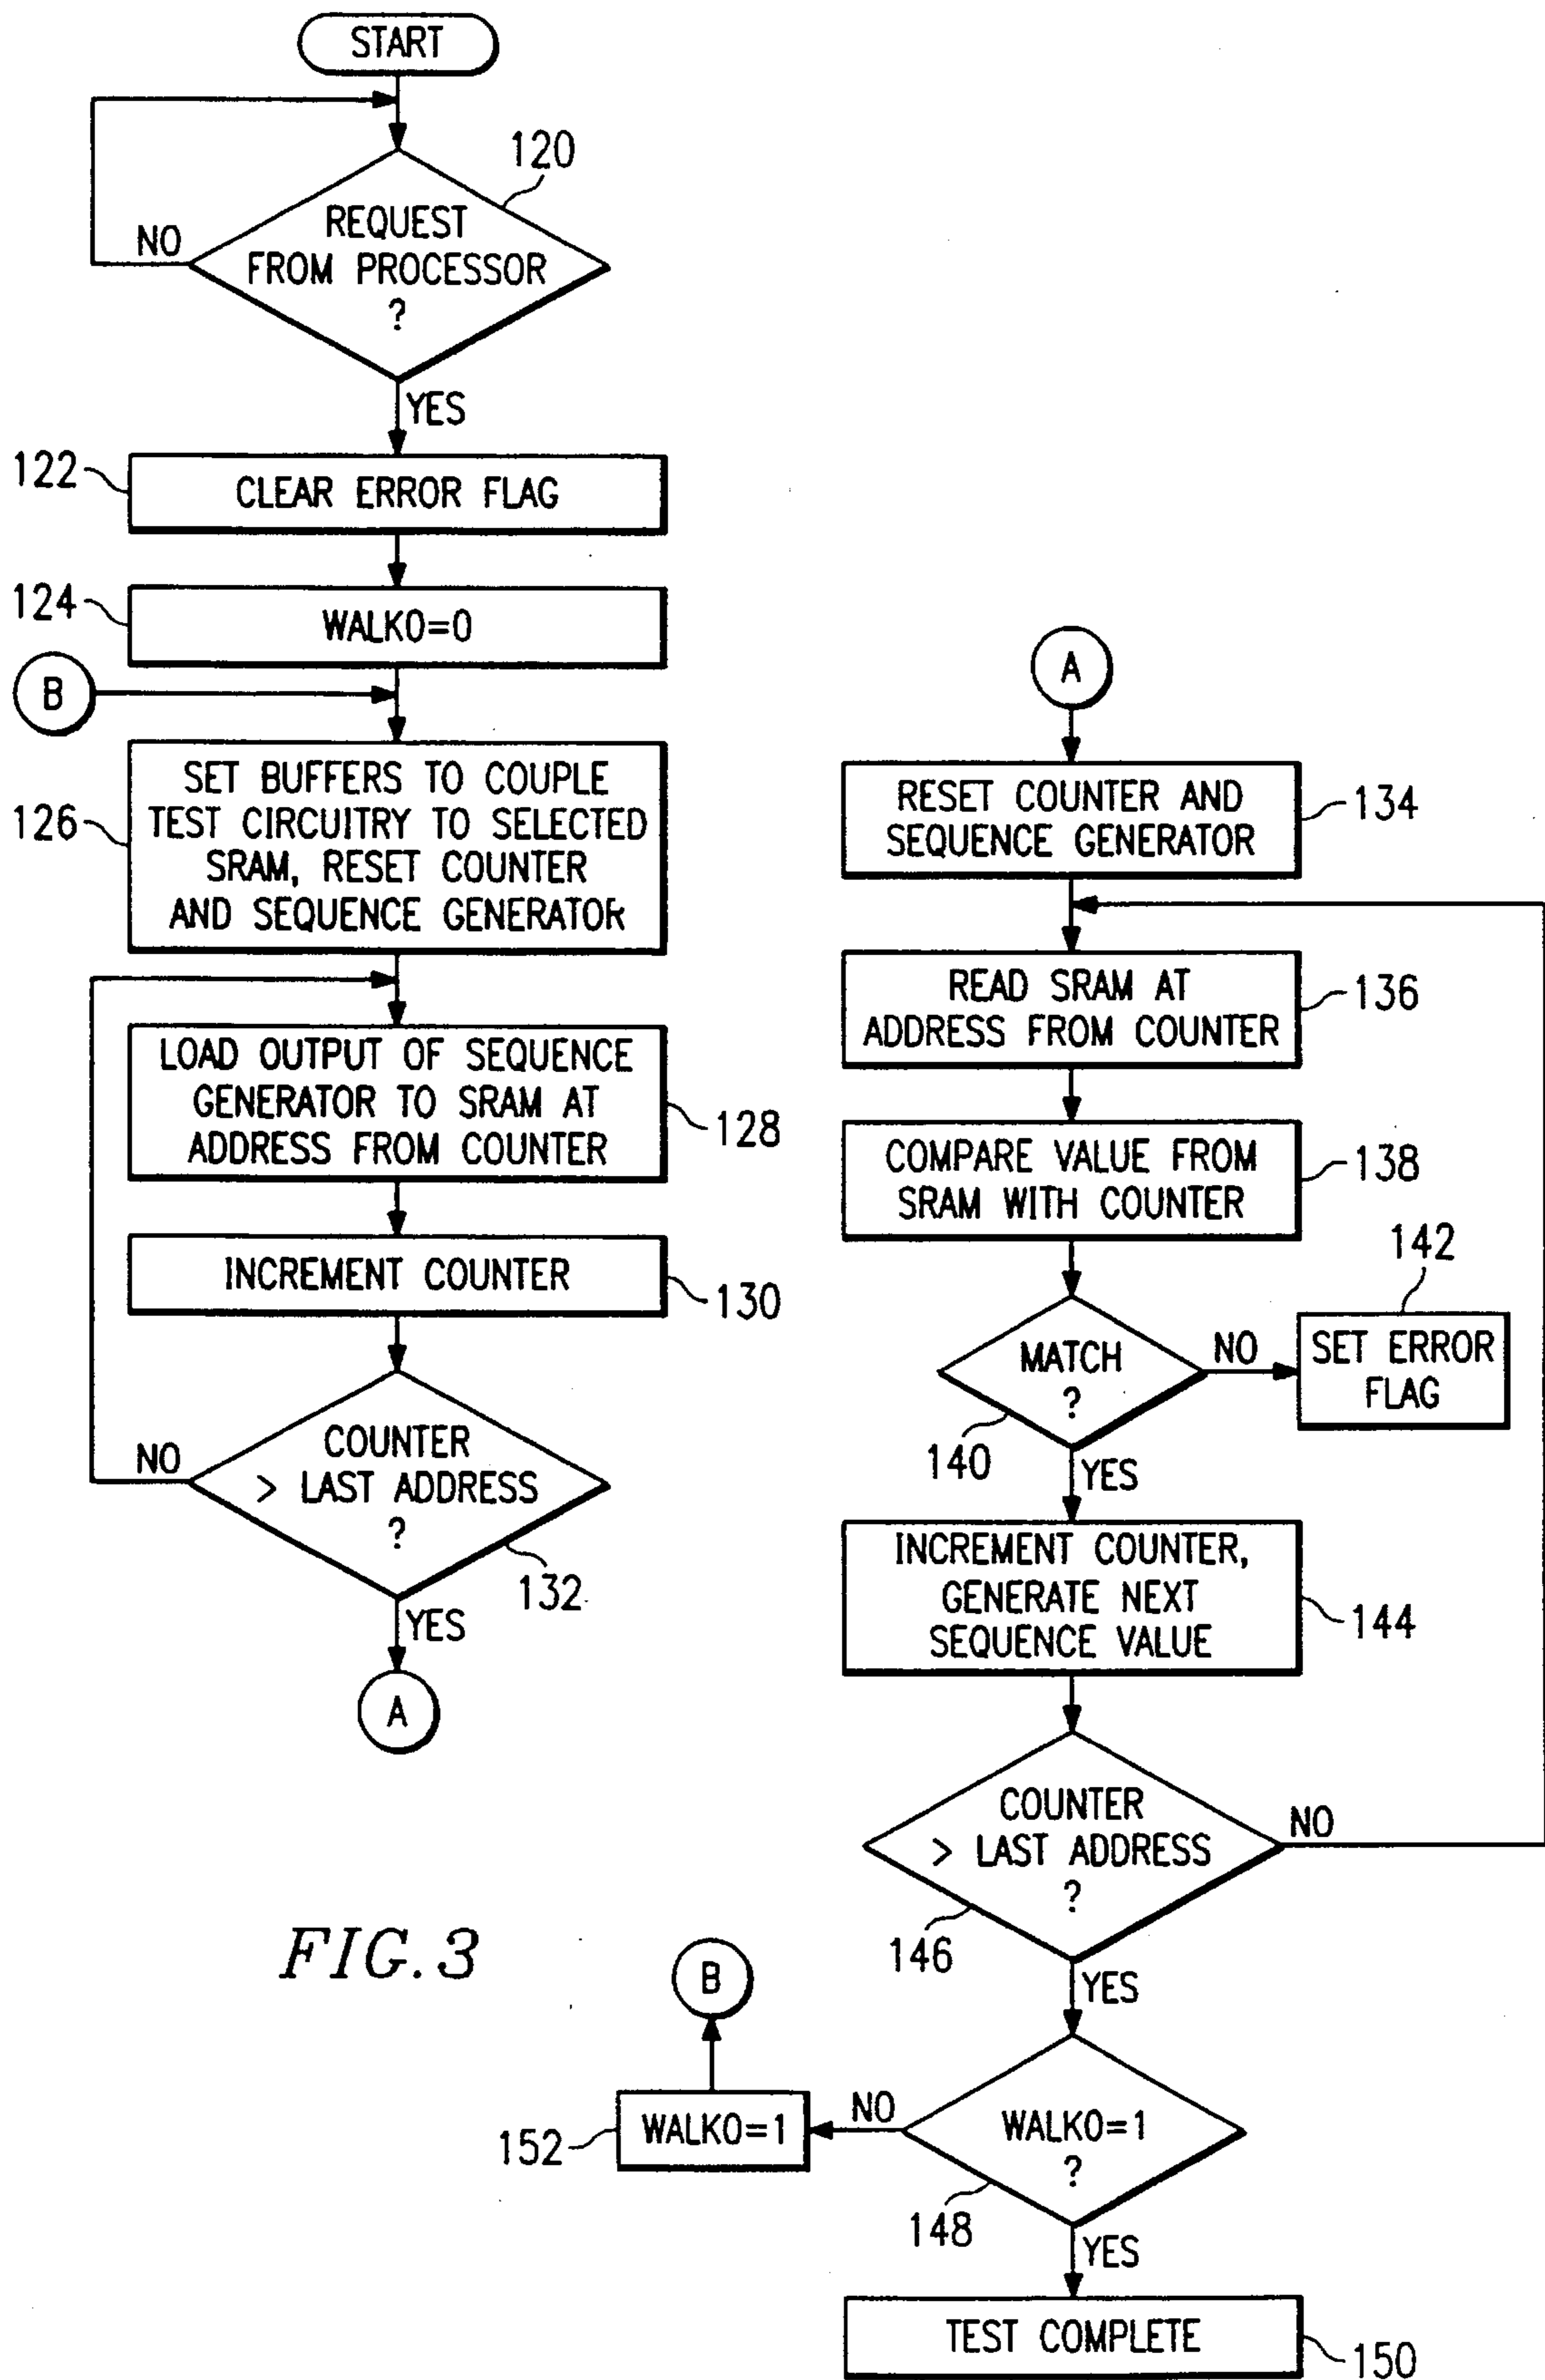 START
120
REQUEST
FROM PROCESSOR
?
NO
YES
122
CLEAR ERROR FLAG
124
WALK0=0
B
126
SET BUFFERS TO COUPLE
TEST CIRCUITRY TO SELECTED
SRAM, RESET COUNTER
AND SEQUENCE GENERATOR
LOAD OUTPUT OF SEQUENCE
GENERATOR TO SRAM AT
ADDRESS FROM COUNTER
128
INCREMENT COUNTER
130
COUNTER
> LAST ADDRESS
?
NO
132
YES
A
A
RESET COUNTER AND
SEQUENCE GENERATOR
134
READ SRAM AT
ADDRESS FROM COUNTER
136
COMPARE VALUE FROM
SRAM WITH COUNTER
138
MATCH
?
140
NO
142
SET ERROR
FLAG
YES
INCREMENT COUNTER,
GENERATE NEXT
SEQUENCE VALUE
144
COUNTER
> LAST ADDRESS
?
NO
146
YES
WALK0=1
?
148
NO
152
WALK0=1
B
YES
TEST COMPLETE
150
FIG. 3